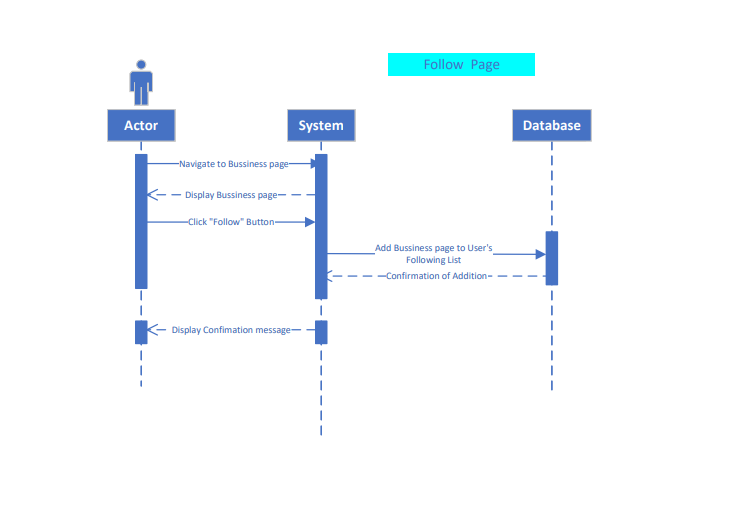 Follow Page
Actor
System
Database
Navigate to Bussiness page
Display Bussiness page
Click "Follow" Button
Add Bussiness page to User's
Following List
Confirmation of Addition
Display Confimation message